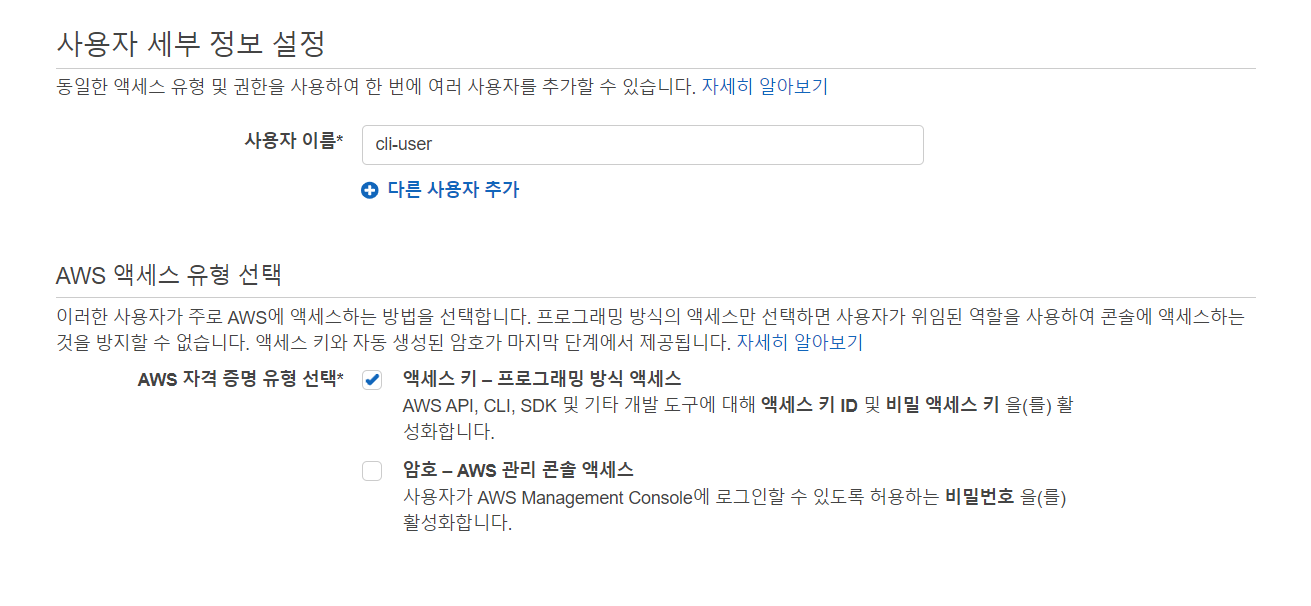 사용자 세부 정보 설정
동일한 액세스 유형 및 권한을 사용하여 한 번에 여러 사용자를 추가할 수 있습니다. 자세히 알아보기
사용자 이름* cli-user
다른 사용자 추가
AWS 액세스 유형 선택
이러한 사용자가 주로 AWS에 액세스하는 방법을 선택합니다. 프로그래밍 방식의 액세스만 선택하면 사용자가 위임된 역할을 사용하여 콘솔에 액세스하는
것을 방지할 수 없습니다. 액세스 키와 자동 생성된 암호가 마지막 단계에서 제공됩니다. 자세히 알아보기
AWS 자격 증명 유형 선택* 액세스 키 – 프로그래밍 방식 액세스
AWS API, CLI, SDK 및 기타 개발 도구에 대해 액세스 키 ID 및 비밀 액세스 키 을(를) 활
성화합니다.
암호 – AWS 관리 콘솔 액세스
사용자가 AWS Management Console에 로그인할 수 있도록 허용하는 비밀번호 을(를)
활성화합니다.